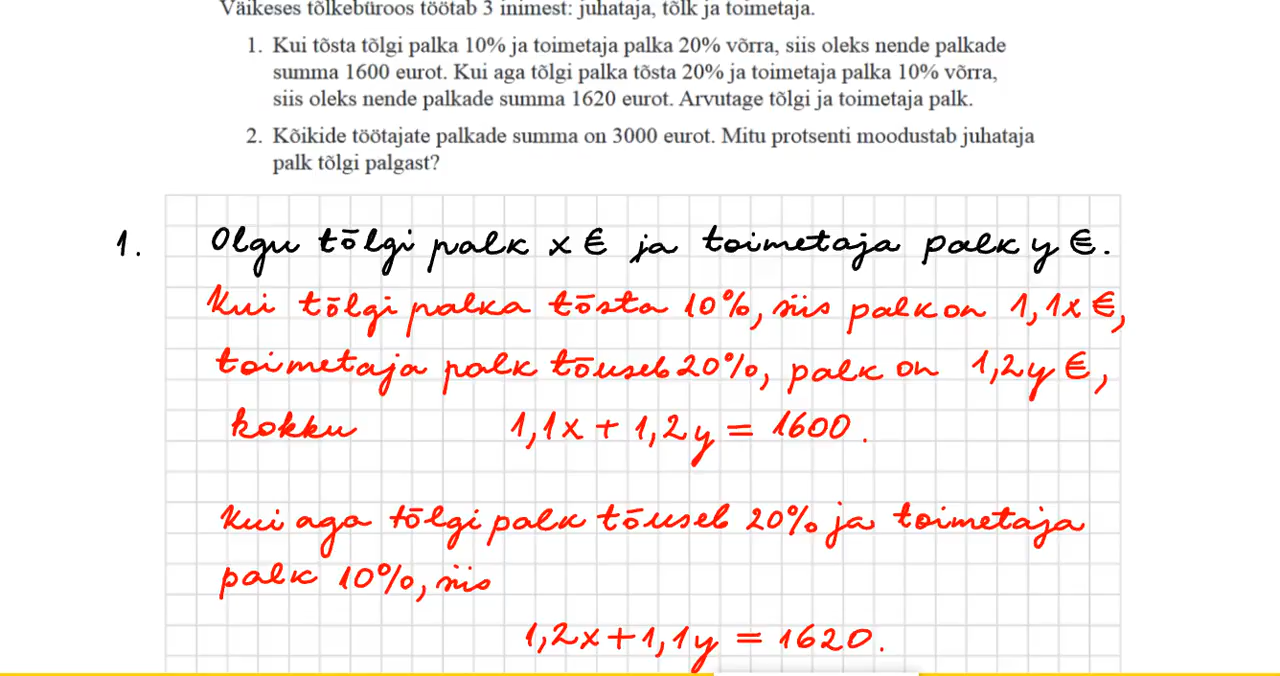 Väikeses tõlkebüroos töötab 3 inimest: juhataja, tõlk ja toimetaja.
1. Kui tõsta tõlgi palka 10% ja toimetaja palka 20% võrra, siis oleks nende palkade
summa 1600 eurot. Kui aga tõlgi palka tõsta 20% ja toimetaja palka 10% võrra,
siis oleks nende palkade summa 1620 eurot. Arvutage tõlgi ja toimetaja palk.
2. Kõikide töötajate palkade summa on 3000 eurot. Mitu protsenti moodustab juhataja
palk tõlgi palgast?
1. Olgu tõlgi palk x € ja toimetaja palk y €.
Kui tõlgi palka tõsta 10%, siis palk on 1,1x €,
toimetaja palk tõuseb 20%, palk on 1,2y €,
kokku 1,1x + 1,2y = 1600.
Kui aga tõlgi palk tõuseb 20% ja toimetaja
palk 10%, siis
1,2x + 1,1y = 1620.